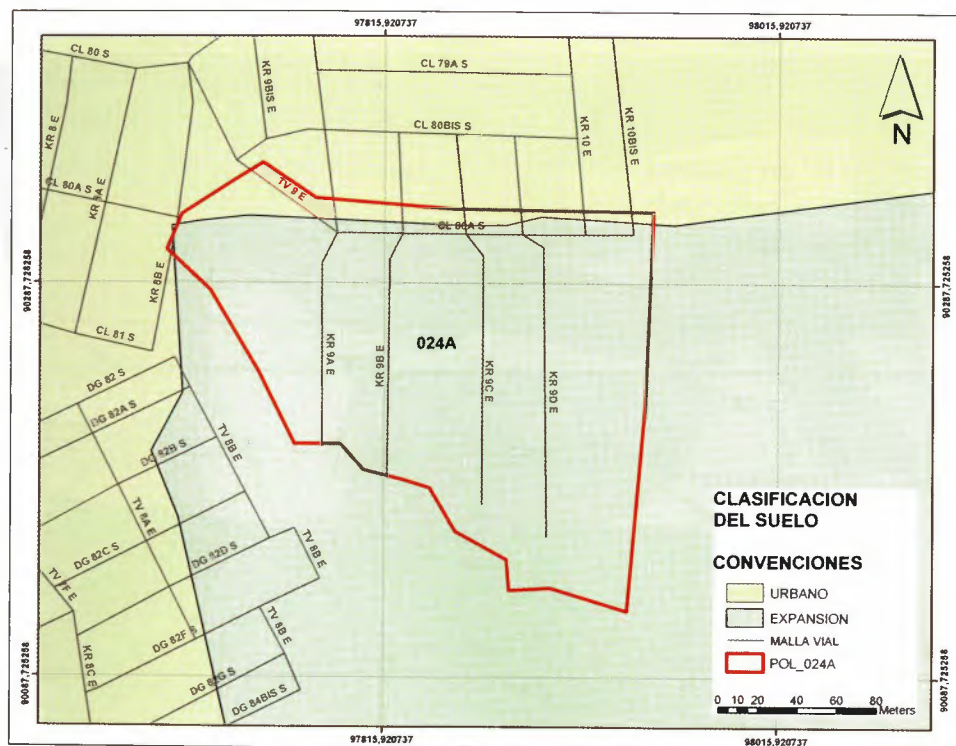 97815,920737
98015,920737
CL 80 S
KR 9BIS E
CL 79A S
KR 8 E
CL 80BIS S
KR 10 E
KR 10BIS E
N
CL 80A S
KR 8A E
TV 9 E
CL 80A S
KR 8B E
90287,728258
90287,725258
CL 81 S
024A
KR 9A E
KR 9B E
KR 9C E
KR 9D E
DG 82 S
DG 82A S
DG 82B S
TV 8B E
TV 8A E
DG 82C S
DG 82D S
TV 8B E
TV 7F E
DG 82F S
TV 8B E
KR 8C E
DG 82G S
DG 84BIS S
90087,725258
90087,725258
CLASIFICACION
DEL SUELO
CONVENCIONES
URBANO
EXPANSION
MALLA VIAL
POL_024A
0 10 20 40 60 80
Meters
97815,920737
98015,920737